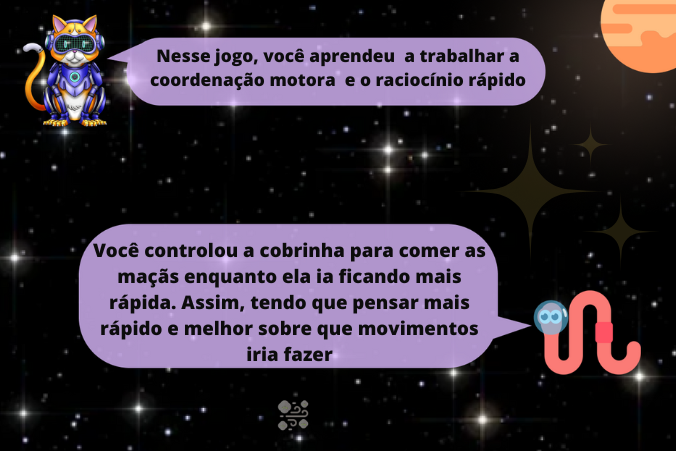 Nesse jogo, você aprendeu a trabalhar a
coordenação motora e o raciocínio rápido
Você controlou a cobrinha para comer as
maçãs enquanto ela ia ficando mais
rápida. Assim, tendo que pensar mais
rápido e melhor sobre que movimentos
iria fazer